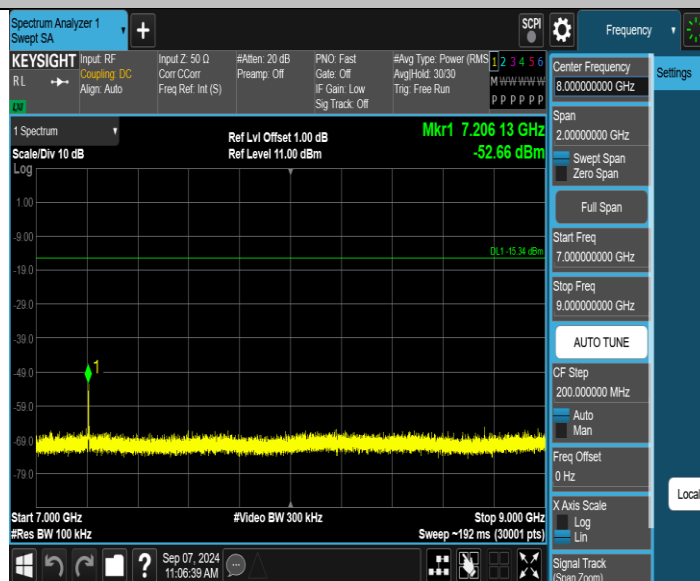 Spectrum Analyzer 1
Swept SA
+
SCPI
Frequency
KEYSIGHT
RL
LXI
Input: RF
Coupling: DC
Align: Auto
Input Z: 50 Ω
Corr CCorr
Freq Ref: Int (S)
#Atten: 20 dB
Preamp: Off
PNO: Fast
Gate: Off
IF Gain: Low
Sig Track: Off
#Avg Type: Power (RMS
Avg|Hold: 30/30
Trig: Free Run
1 2 3 4 5 6
M W W W W W
P P P P P P
1 Spectrum
Scale/Div 10 dB
Log
Ref Lvl Offset 1.00 dB
Ref Level 11.00 dBm
Mkr1 7.206 13 GHz
-52.66 dBm
1.00
-9.00
DL1 -15.34 dBm
-19.0
-29.0
-39.0
-49.0
1
-59.0
-69.0
-79.0
Start 7.000 GHz
#Res BW 100 kHz
#Video BW 300 kHz
Stop 9.000 GHz
Sweep ~192 ms (30001 pts)
?
Sep 07, 2024
11:06:39 AM
Center Frequency
8.000000000 GHz
Span
2.00000000 GHz
Swept Span
Zero Span
Full Span
Start Freq
7.000000000 GHz
Stop Freq
9.000000000 GHz
AUTO TUNE
CF Step
200.000000 MHz
Auto
Man
Freq Offset
0 Hz
X Axis Scale
Log
Lin
Signal Track
(Span Zoom)
Settings
Local